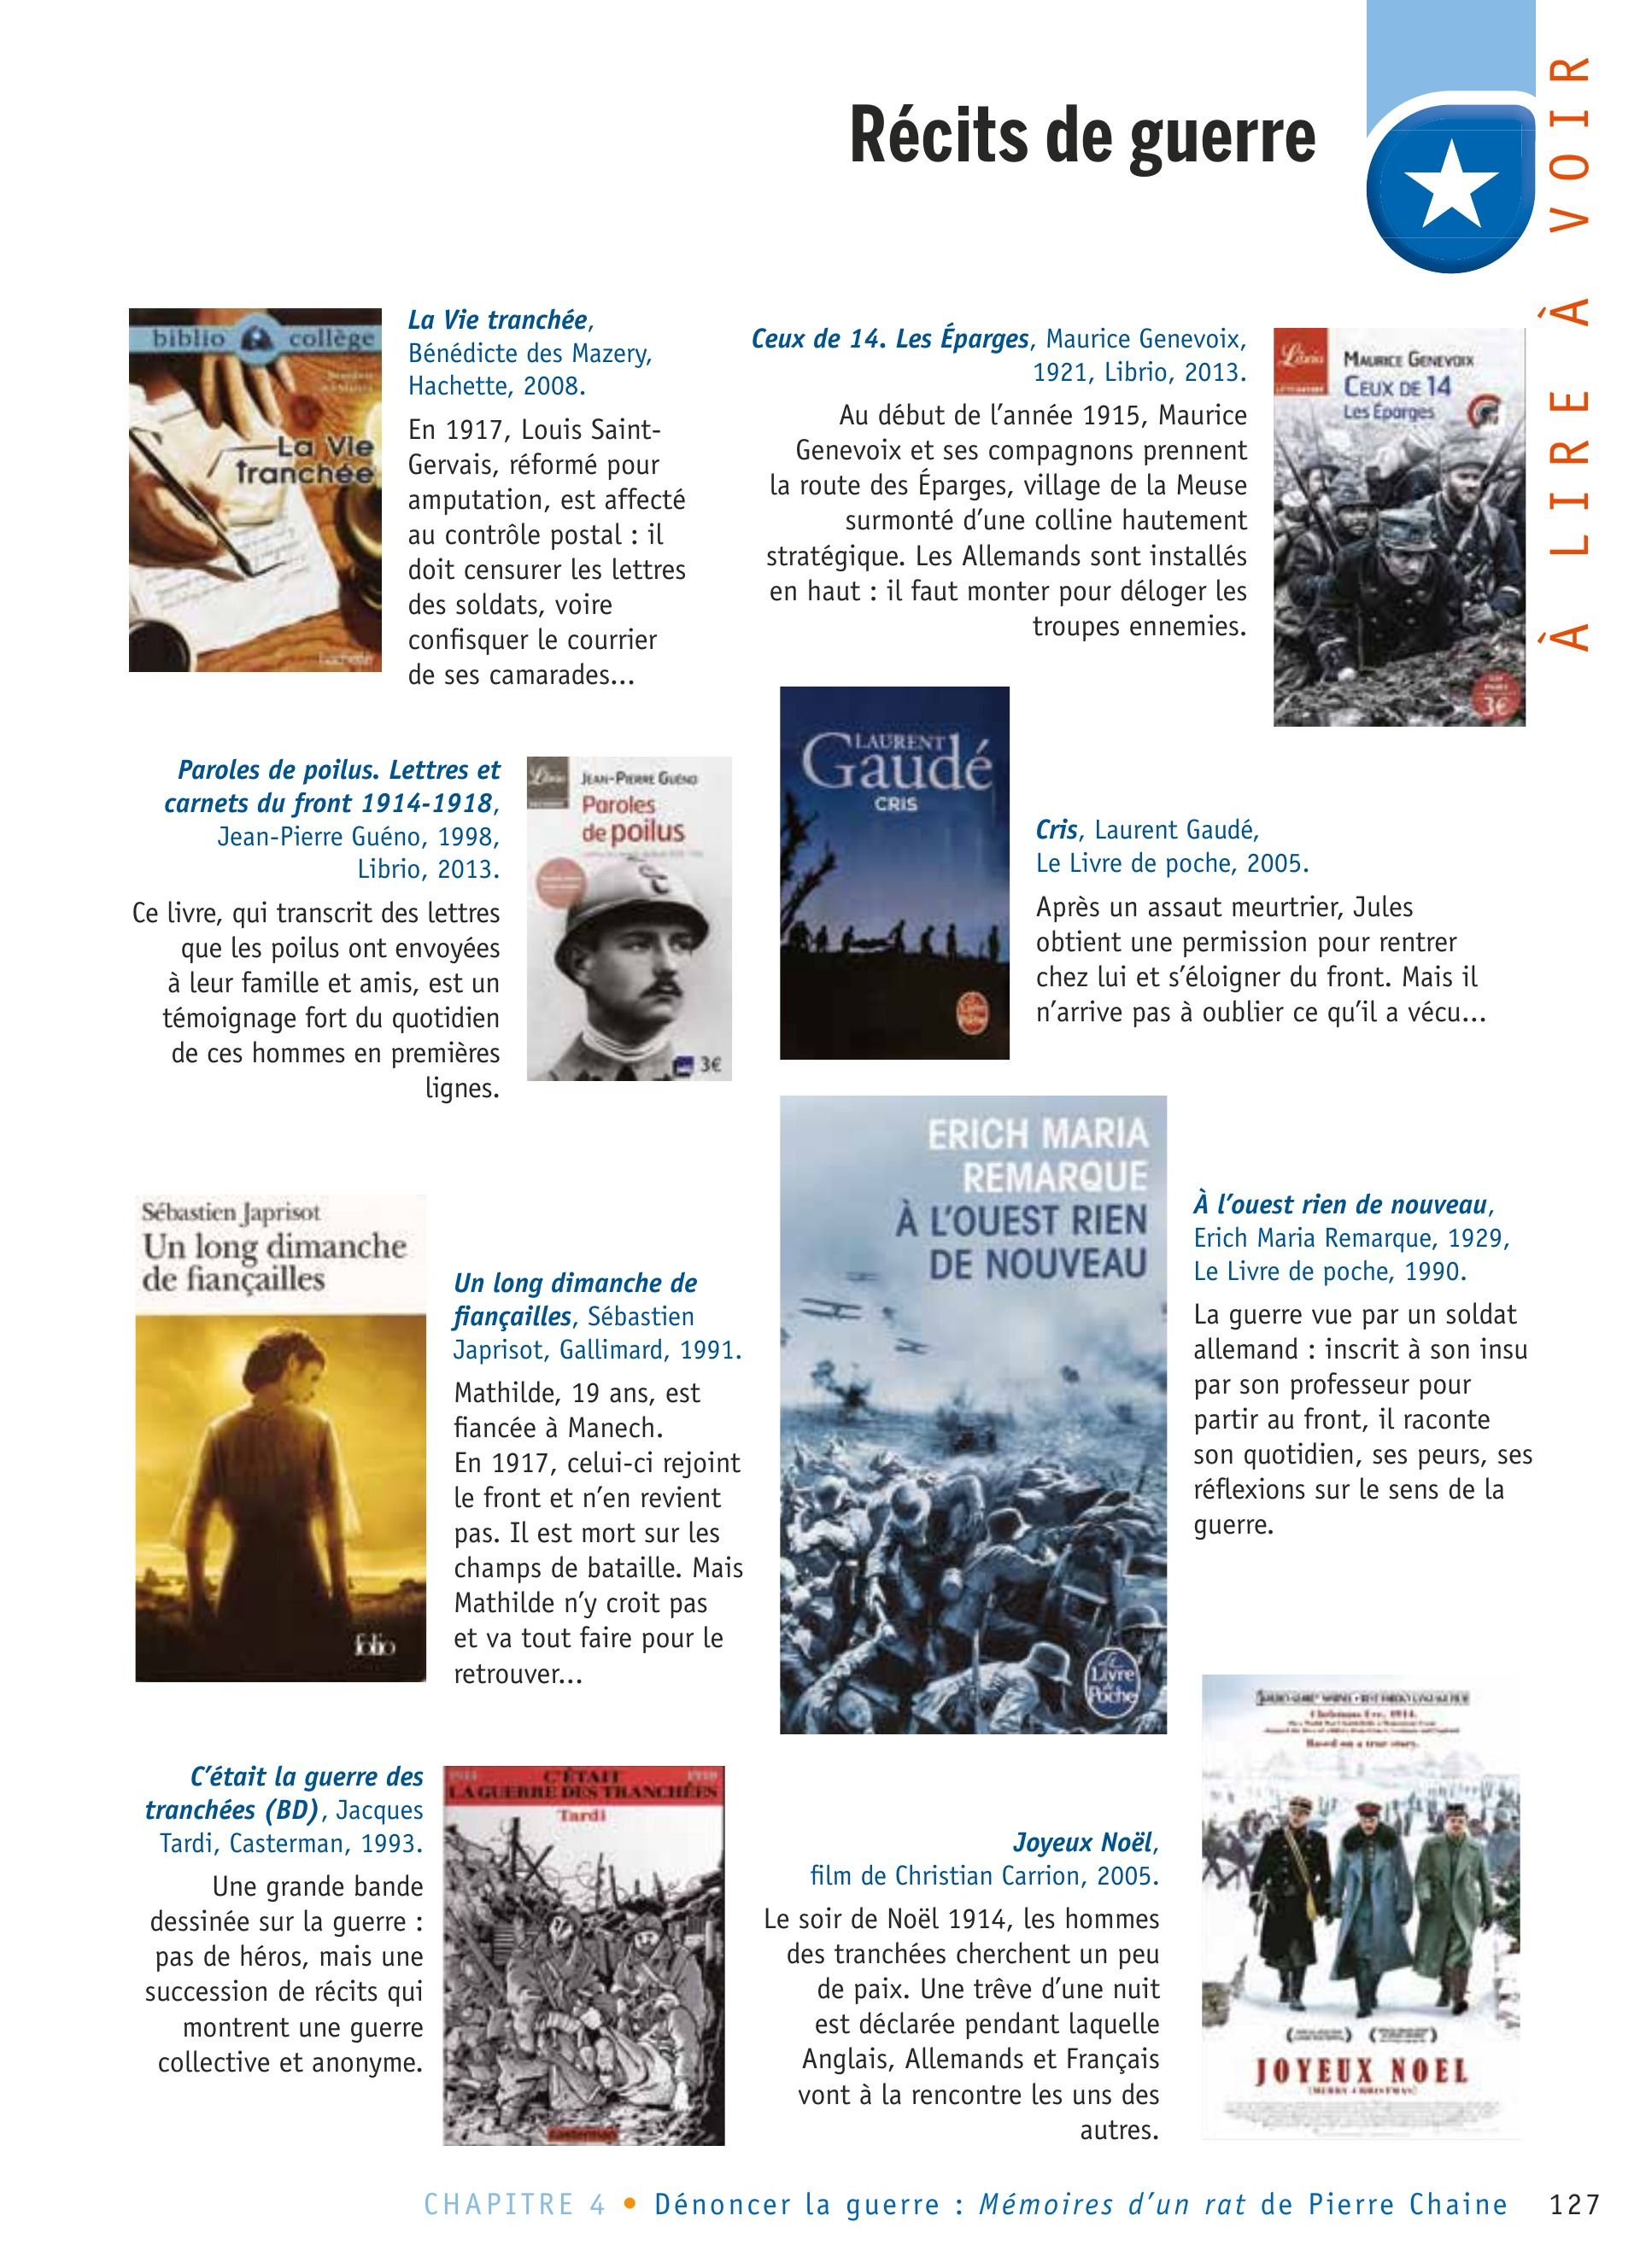 Récits de guerre
À LIRE À VOIR
biblio collège
La Vie
tranchée
hachette
La Vie tranchée,
Bénédicte des Mazery,
Hachette, 2008.
En 1917, Louis Saint-
Gervais, réformé pour
amputation, est affecté
au contrôle postal : il
doit censurer les lettres
des soldats, voire
confisquer le courrier
de ses camarades...
Ceux de 14. Les Éparges, Maurice Genevoix,
1921, Librio, 2013.
Au début de l'année 1915, Maurice
Genevoix et ses compagnons prennent
la route des Éparges, village de la Meuse
surmonté d'une colline hautement
stratégique. Les Allemands sont installés
en haut : il faut monter pour déloger les
troupes ennemies.
Librio
MAURICE GENEVOIX
CEUX DE 14
Les Éparges
3€
Paroles de poilus. Lettres et
carnets du front 1914-1918,
Jean-Pierre Guéno, 1998,
Librio, 2013.
Ce livre, qui transcrit des lettres
que les poilus ont envoyées
à leur famille et amis, est un
témoignage fort du quotidien
de ces hommes en premières
lignes.
Librio
JEAN-PIERRE GUÉNO
Paroles
de poilus
3€
LAURENT
Gaudé
CRIS
Cris, Laurent Gaudé,
Le Livre de poche, 2005.
Après un assaut meurtrier, Jules
obtient une permission pour rentrer
chez lui et s'éloigner du front. Mais il
n'arrive pas à oublier ce qu'il a vécu...
Sébastien Japrisot
Un long dimanche
de fiançailles
folio
Un long dimanche de
fiançailles, Sébastien
Japrisot, Gallimard, 1991.
Mathilde, 19 ans, est
fiancée à Manech.
En 1917, celui-ci rejoint
le front et n'en revient
pas. Il est mort sur les
champs de bataille. Mais
Mathilde n'y croit pas
et va tout faire pour le
retrouver...
ERICH MARIA
REMARQUE
À L'OUEST RIEN
DE NOUVEAU
Le
Livre
de
Poche
À l'ouest rien de nouveau,
Erich Maria Remarque, 1929,
Le Livre de poche, 1990.
La guerre vue par un soldat
allemand : inscrit à son insu
par son professeur pour
partir au front, il raconte
son quotidien, ses peurs, ses
réflexions sur le sens de la
guerre.
C'était la guerre des
tranchées (BD), Jacques
Tardi, Casterman, 1993.
Une grande bande
dessinée sur la guerre :
pas de héros, mais une
succession de récits qui
montrent une guerre
collective et anonyme.
C'ÉTAIT
LA GUERRE DES TRANCHÉES
Tardi
casterman
Joyeux Noël,
film de Christian Carrion, 2005.
Le soir de Noël 1914, les hommes
des tranchées cherchent un peu
de paix. Une trêve d'une nuit
est déclarée pendant laquelle
Anglais, Allemands et Français
vont à la rencontre les uns des
autres.
Christmas Eve, 1914.
Based on a true story.
JOYEUX NOEL
(MERRY CHRISTMAS)
CHAPITRE 4 • Dénoncer la guerre : Mémoires d'un rat de Pierre Chaine 127